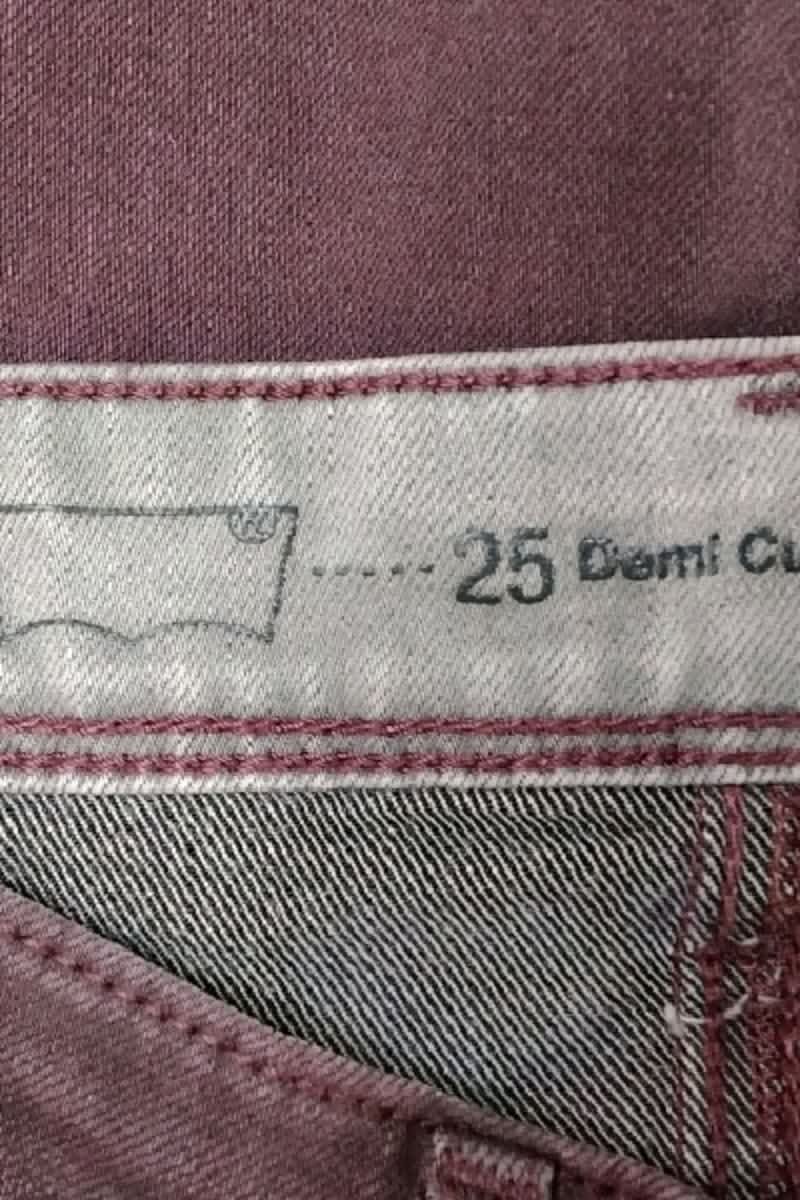 ® ----- 25 Demi Cu